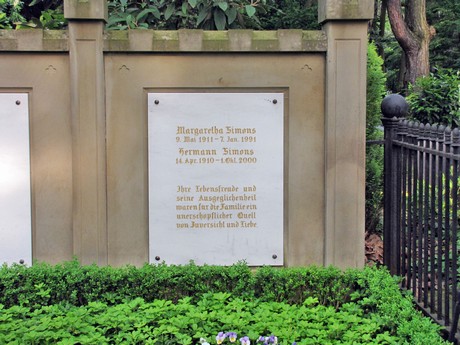 Margaretha Simons
9. Mai 1911 - 7. Jan. 1991
Hermann Simons
14. Apr. 1910 - 1. Okt. 2000
Ihre Lebensfreude und
seine Ausgeglichenheit
waren für die Familie ein
unerschöpflicher Quell
von Zuversicht und Liebe